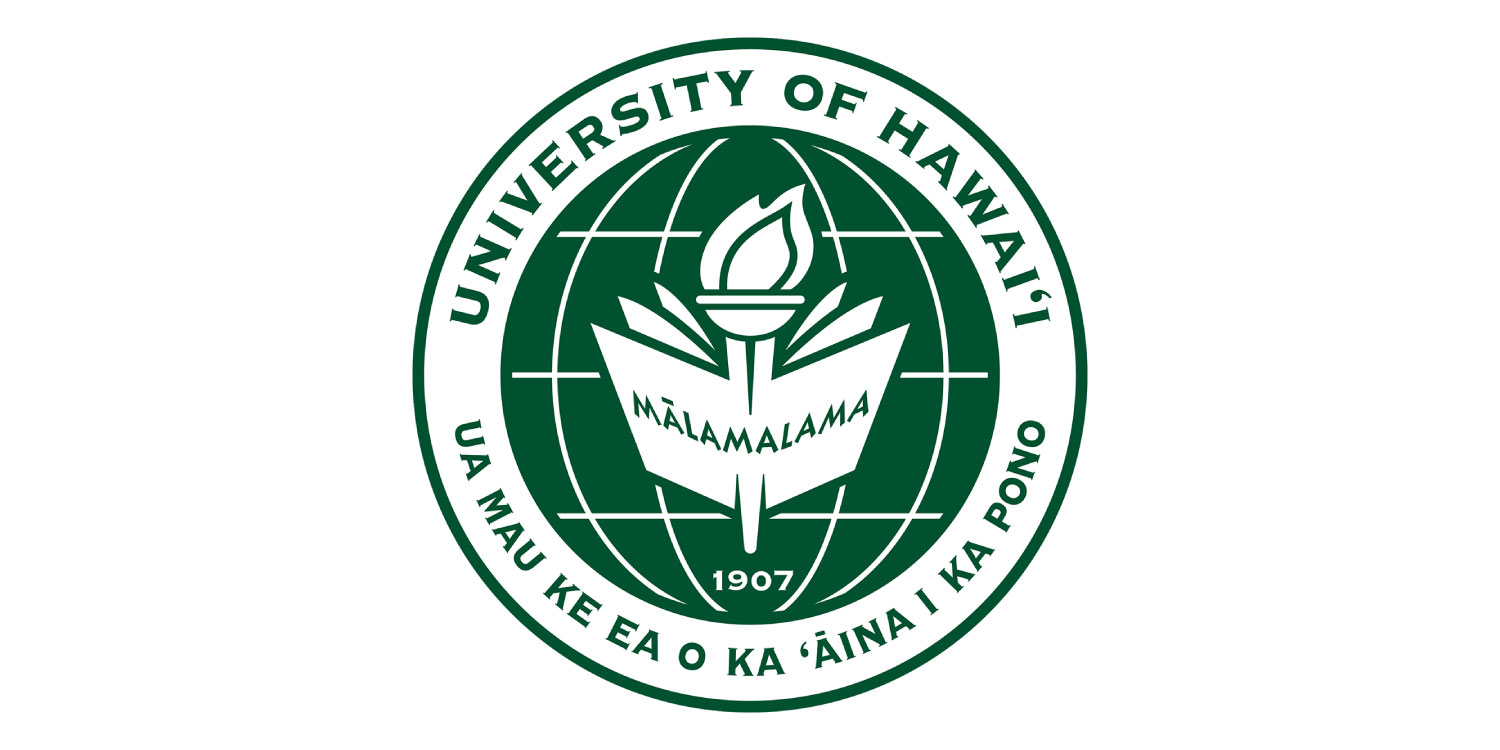 UNIVERSITY OF HAWAIʻI
MĀLAMALAMA
1907
UA MAU KE EA O KA ʻĀINA I KA PONO